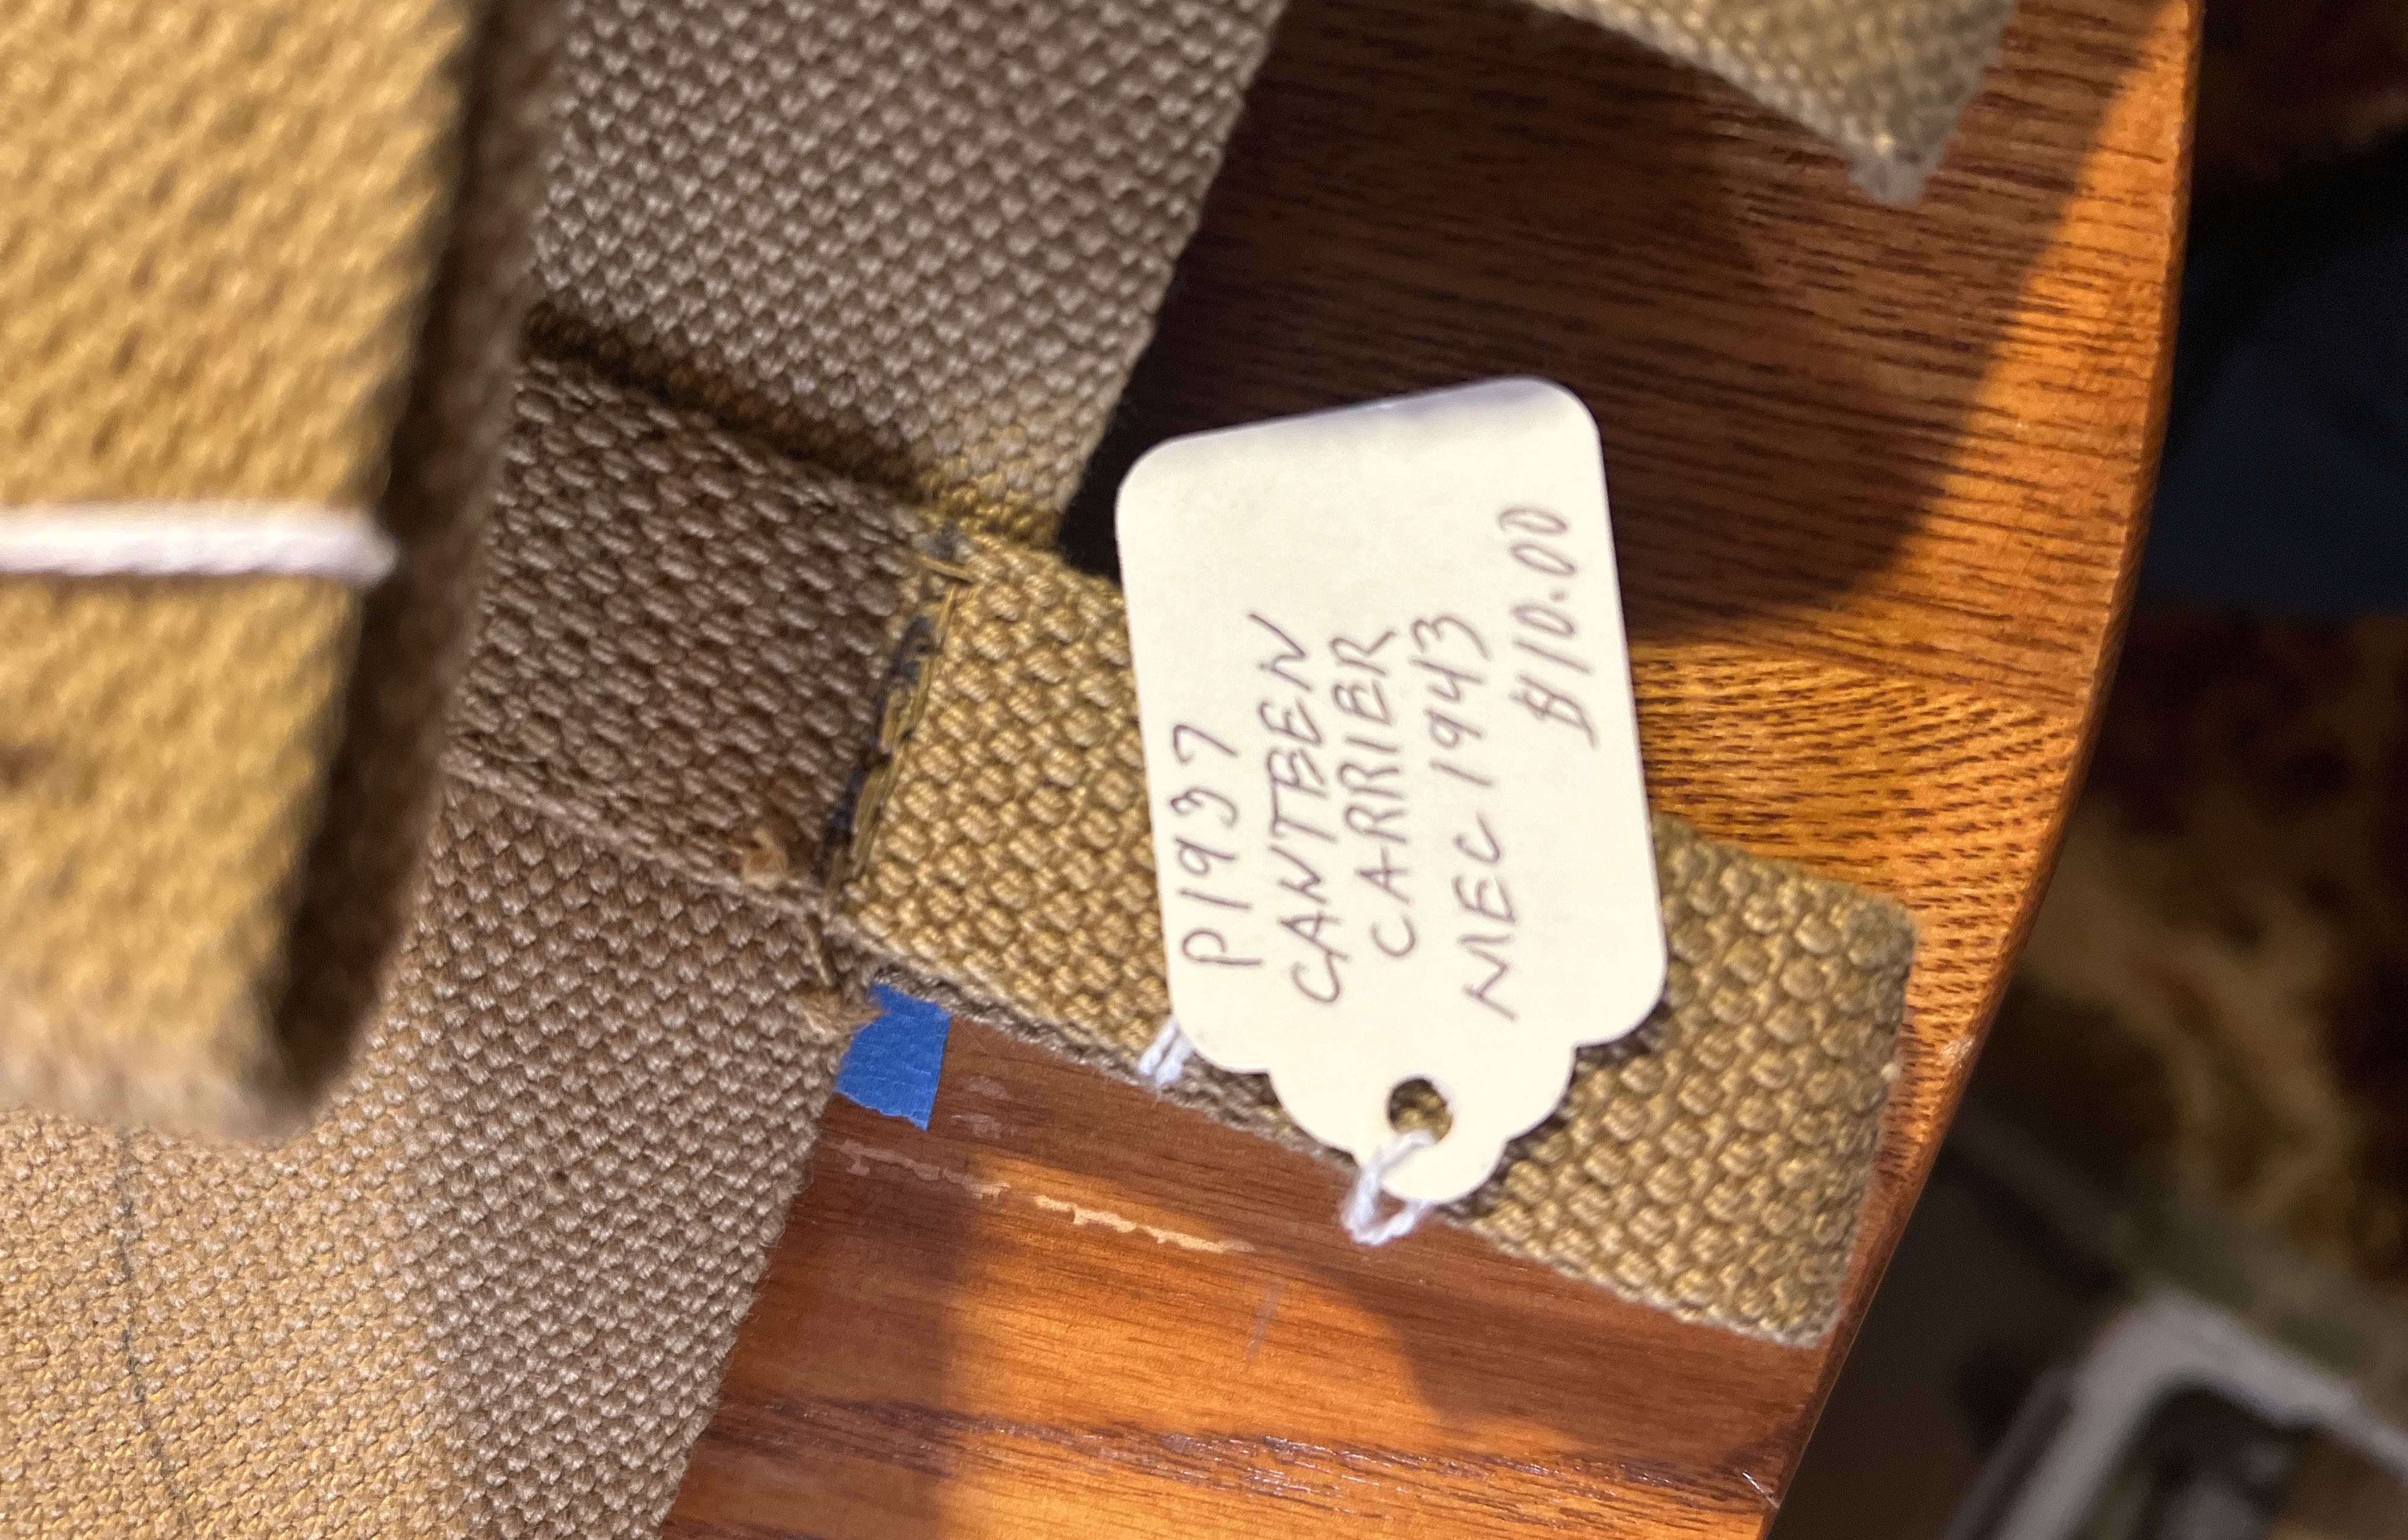 P1937
CANTEEN
CARRIER
MEC 1943
$10.00